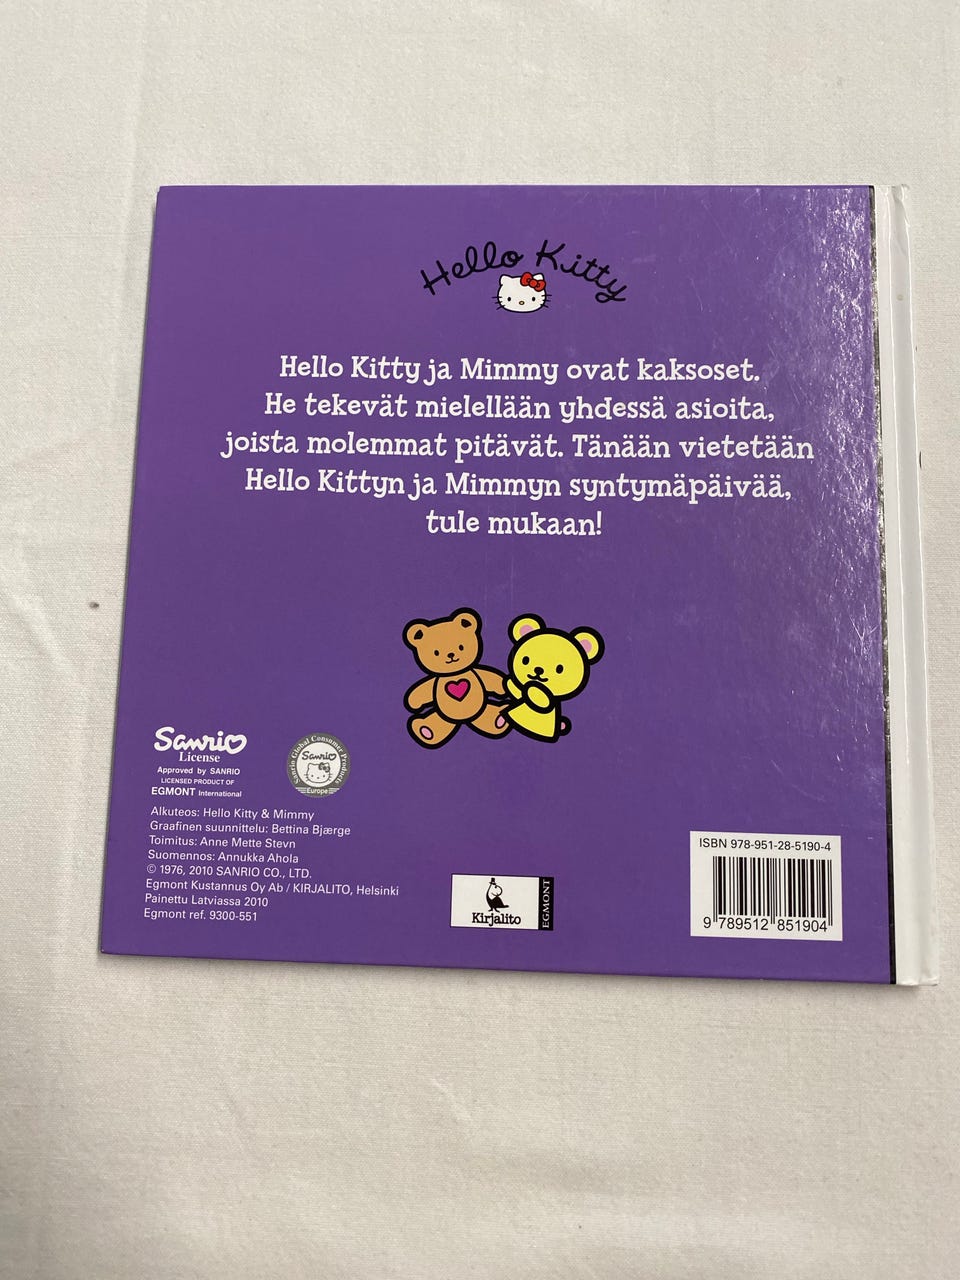 Hello Kitty
Hello Kitty ja Mimmy ovat kaksoset.
He tekevät mielellään yhdessä asioita,
joista molemmat pitävät. Tänään vietetään
Hello Kittyn ja Mimmyn syntymäpäivää,
tule mukaan!
Sanrio
License
Approved by SANRIO
LICENSED PRODUCT OF
EGMONT International
Sanrio Global Consumer Products
Sanrio
Europe
Alkuteos: Hello Kitty & Mimmy
Graafinen suunnittelu: Bettina Bjærge
Toimitus: Anne Mette Stevn
Suomennos: Annukka Ahola
© 1976, 2010 SANRIO CO., LTD.
Egmont Kustannus Oy Ab / KIRJALITO, Helsinki
Painettu Latviassa 2010
Egmont ref. 9300-551
Kirjalito
EGMONT
ISBN 978-951-28-5190-4
9 789512 851904